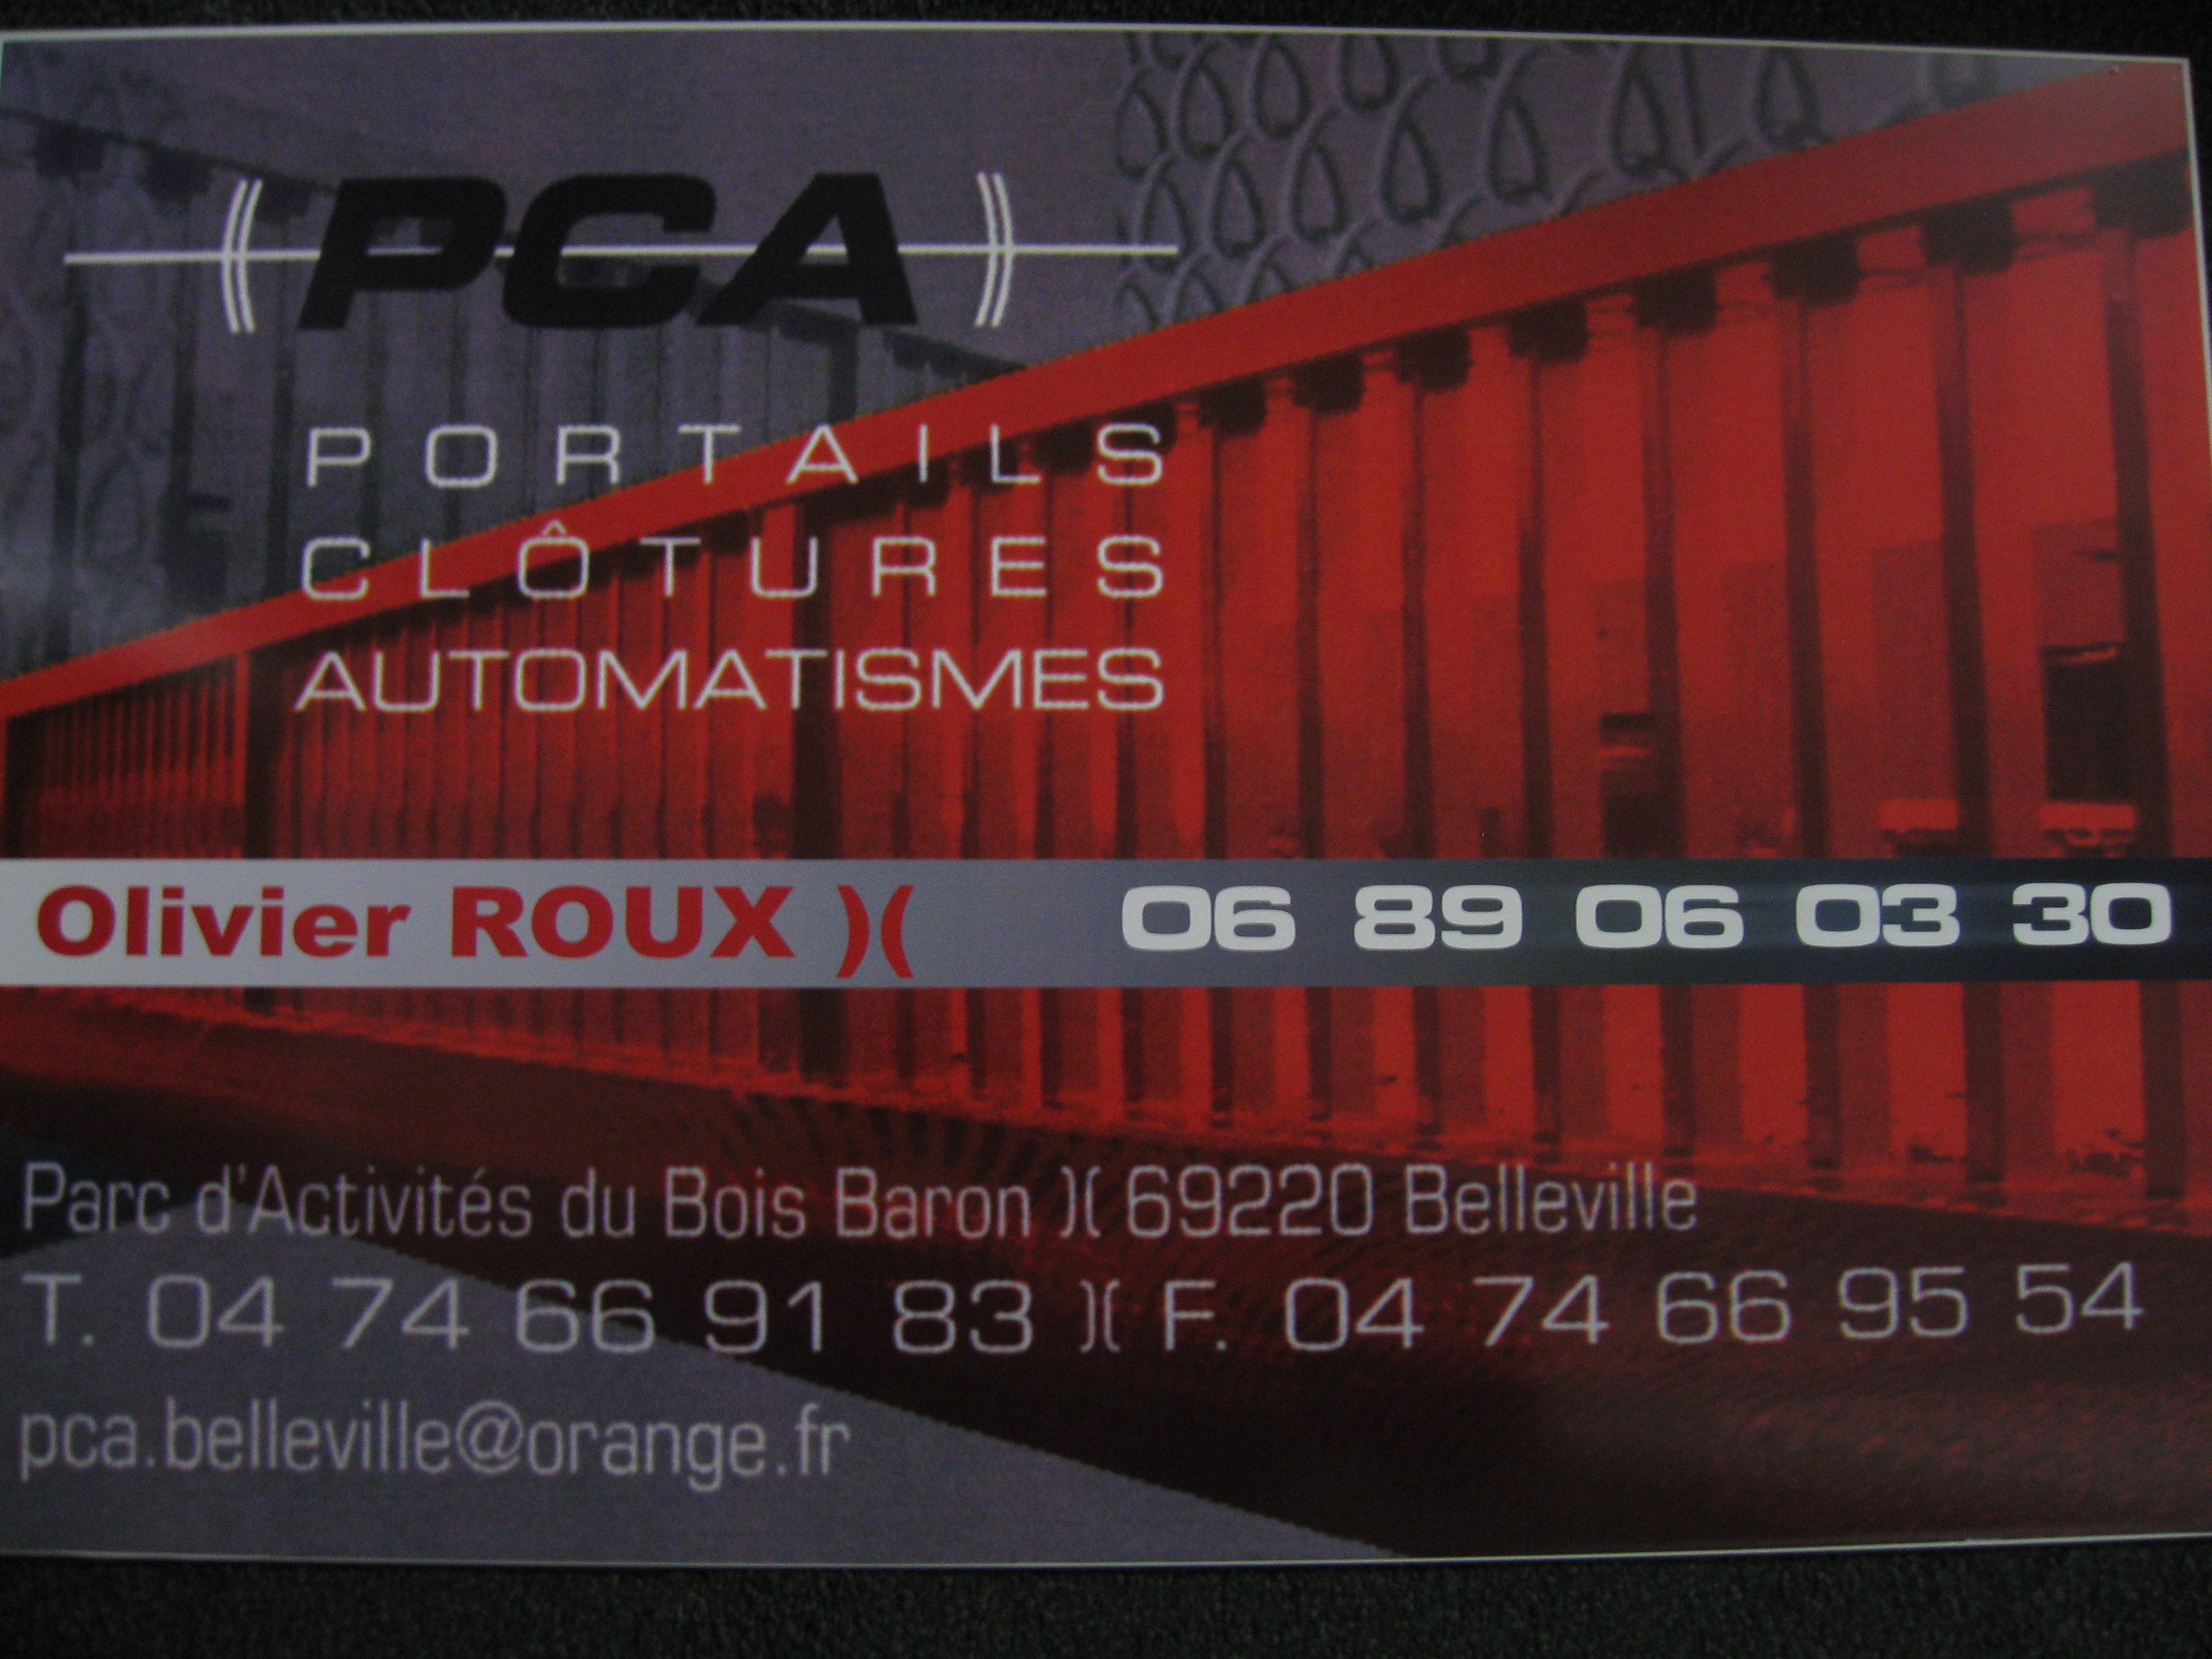 PCA
PORTAILS
CLÔTURES
AUTOMATISMES
Olivier ROUX )( 06 89 06 03 30
Parc d'Activités du Bois Baron )( 69220 Belleville
T. 04 74 66 91 83 )( F. 04 74 66 95 54
pca.belleville@orange.fr